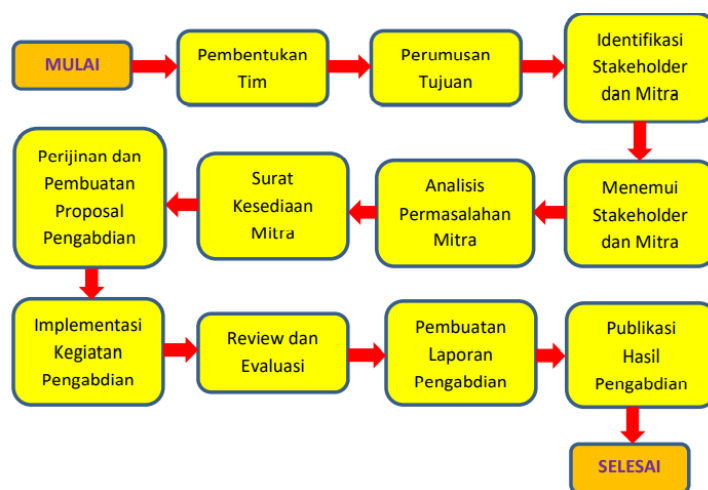 MULAI
Pembentukan
Tim
Perumusan
Tujuan
Identifikasi
Stakeholder
dan Mitra
Menemui
Stakeholder
dan Mitra
Analisis
Permasalahan
Mitra
Surat
Kesediaan
Mitra
Perijinan dan
Pembuatan
Proposal
Pengabdian
Implementasi
Kegiatan
Pengabdian
Review dan
Evaluasi
Pembuatan
Laporan
Pengabdian
Publikasi
Hasil
Pengabdian
SELESAI